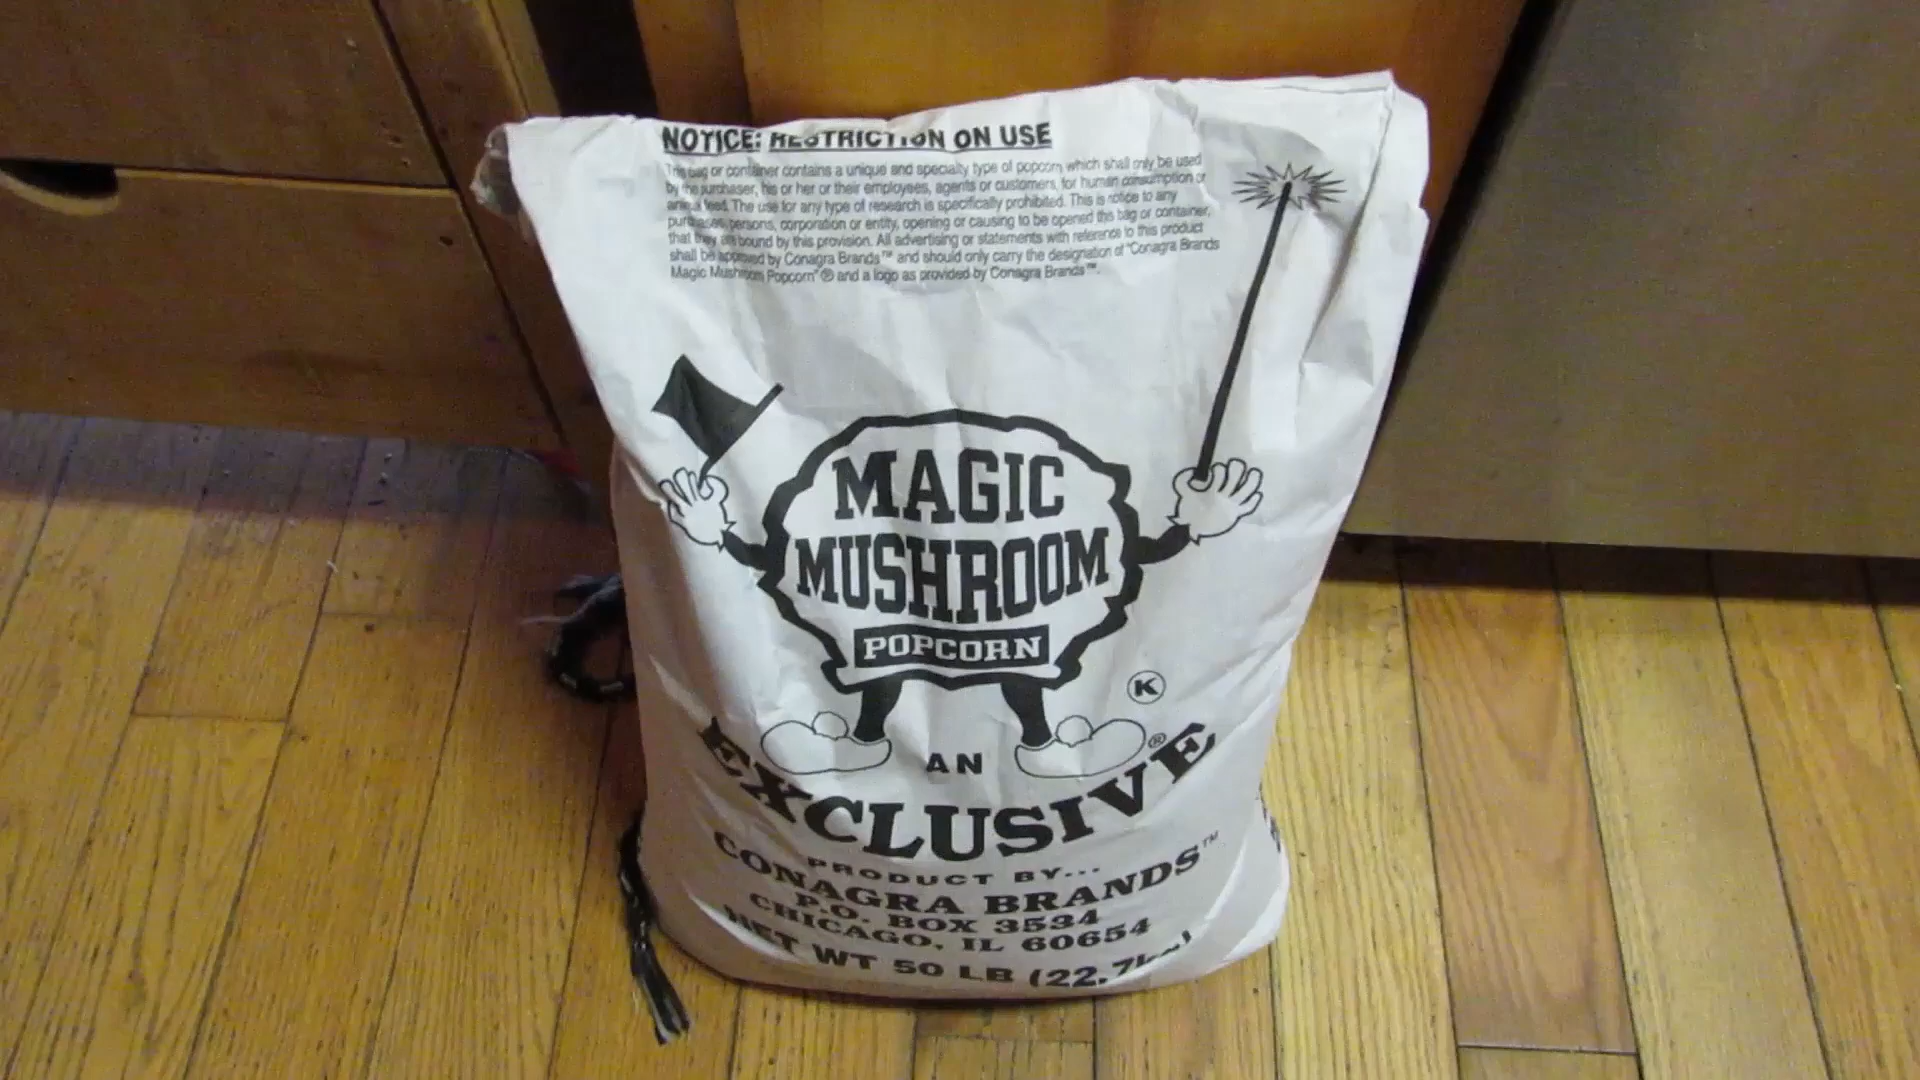 NOTICE: RESTRICTION ON USE
This bag or container contains a unique and specialty type of popcorn which shall only be used
by the purchaser, his or her or their employees, agents or customers, for human consumption or
animal feed. The use for any type of research is specifically prohibited. This is notice to any
purchases, persons, corporation or entity, opening or causing to be opened this bag or container,
that they are bound by this provision. All advertising or statements with reference to this product
shall be approved by Conagra Brands™ and should only carry the designation of "Conagra Brands
Magic Mushroom Popcorn" ® and a logo as provided by Conagra Brands™.
MAGIC
MUSHROOM
POPCORN
K
AN
EXCLUSIVE®
PRODUCT BY...
CONAGRA BRANDS™
P.O. BOX 3534
CHICAGO, IL 60654
NET WT 50 LB (22.7kg)